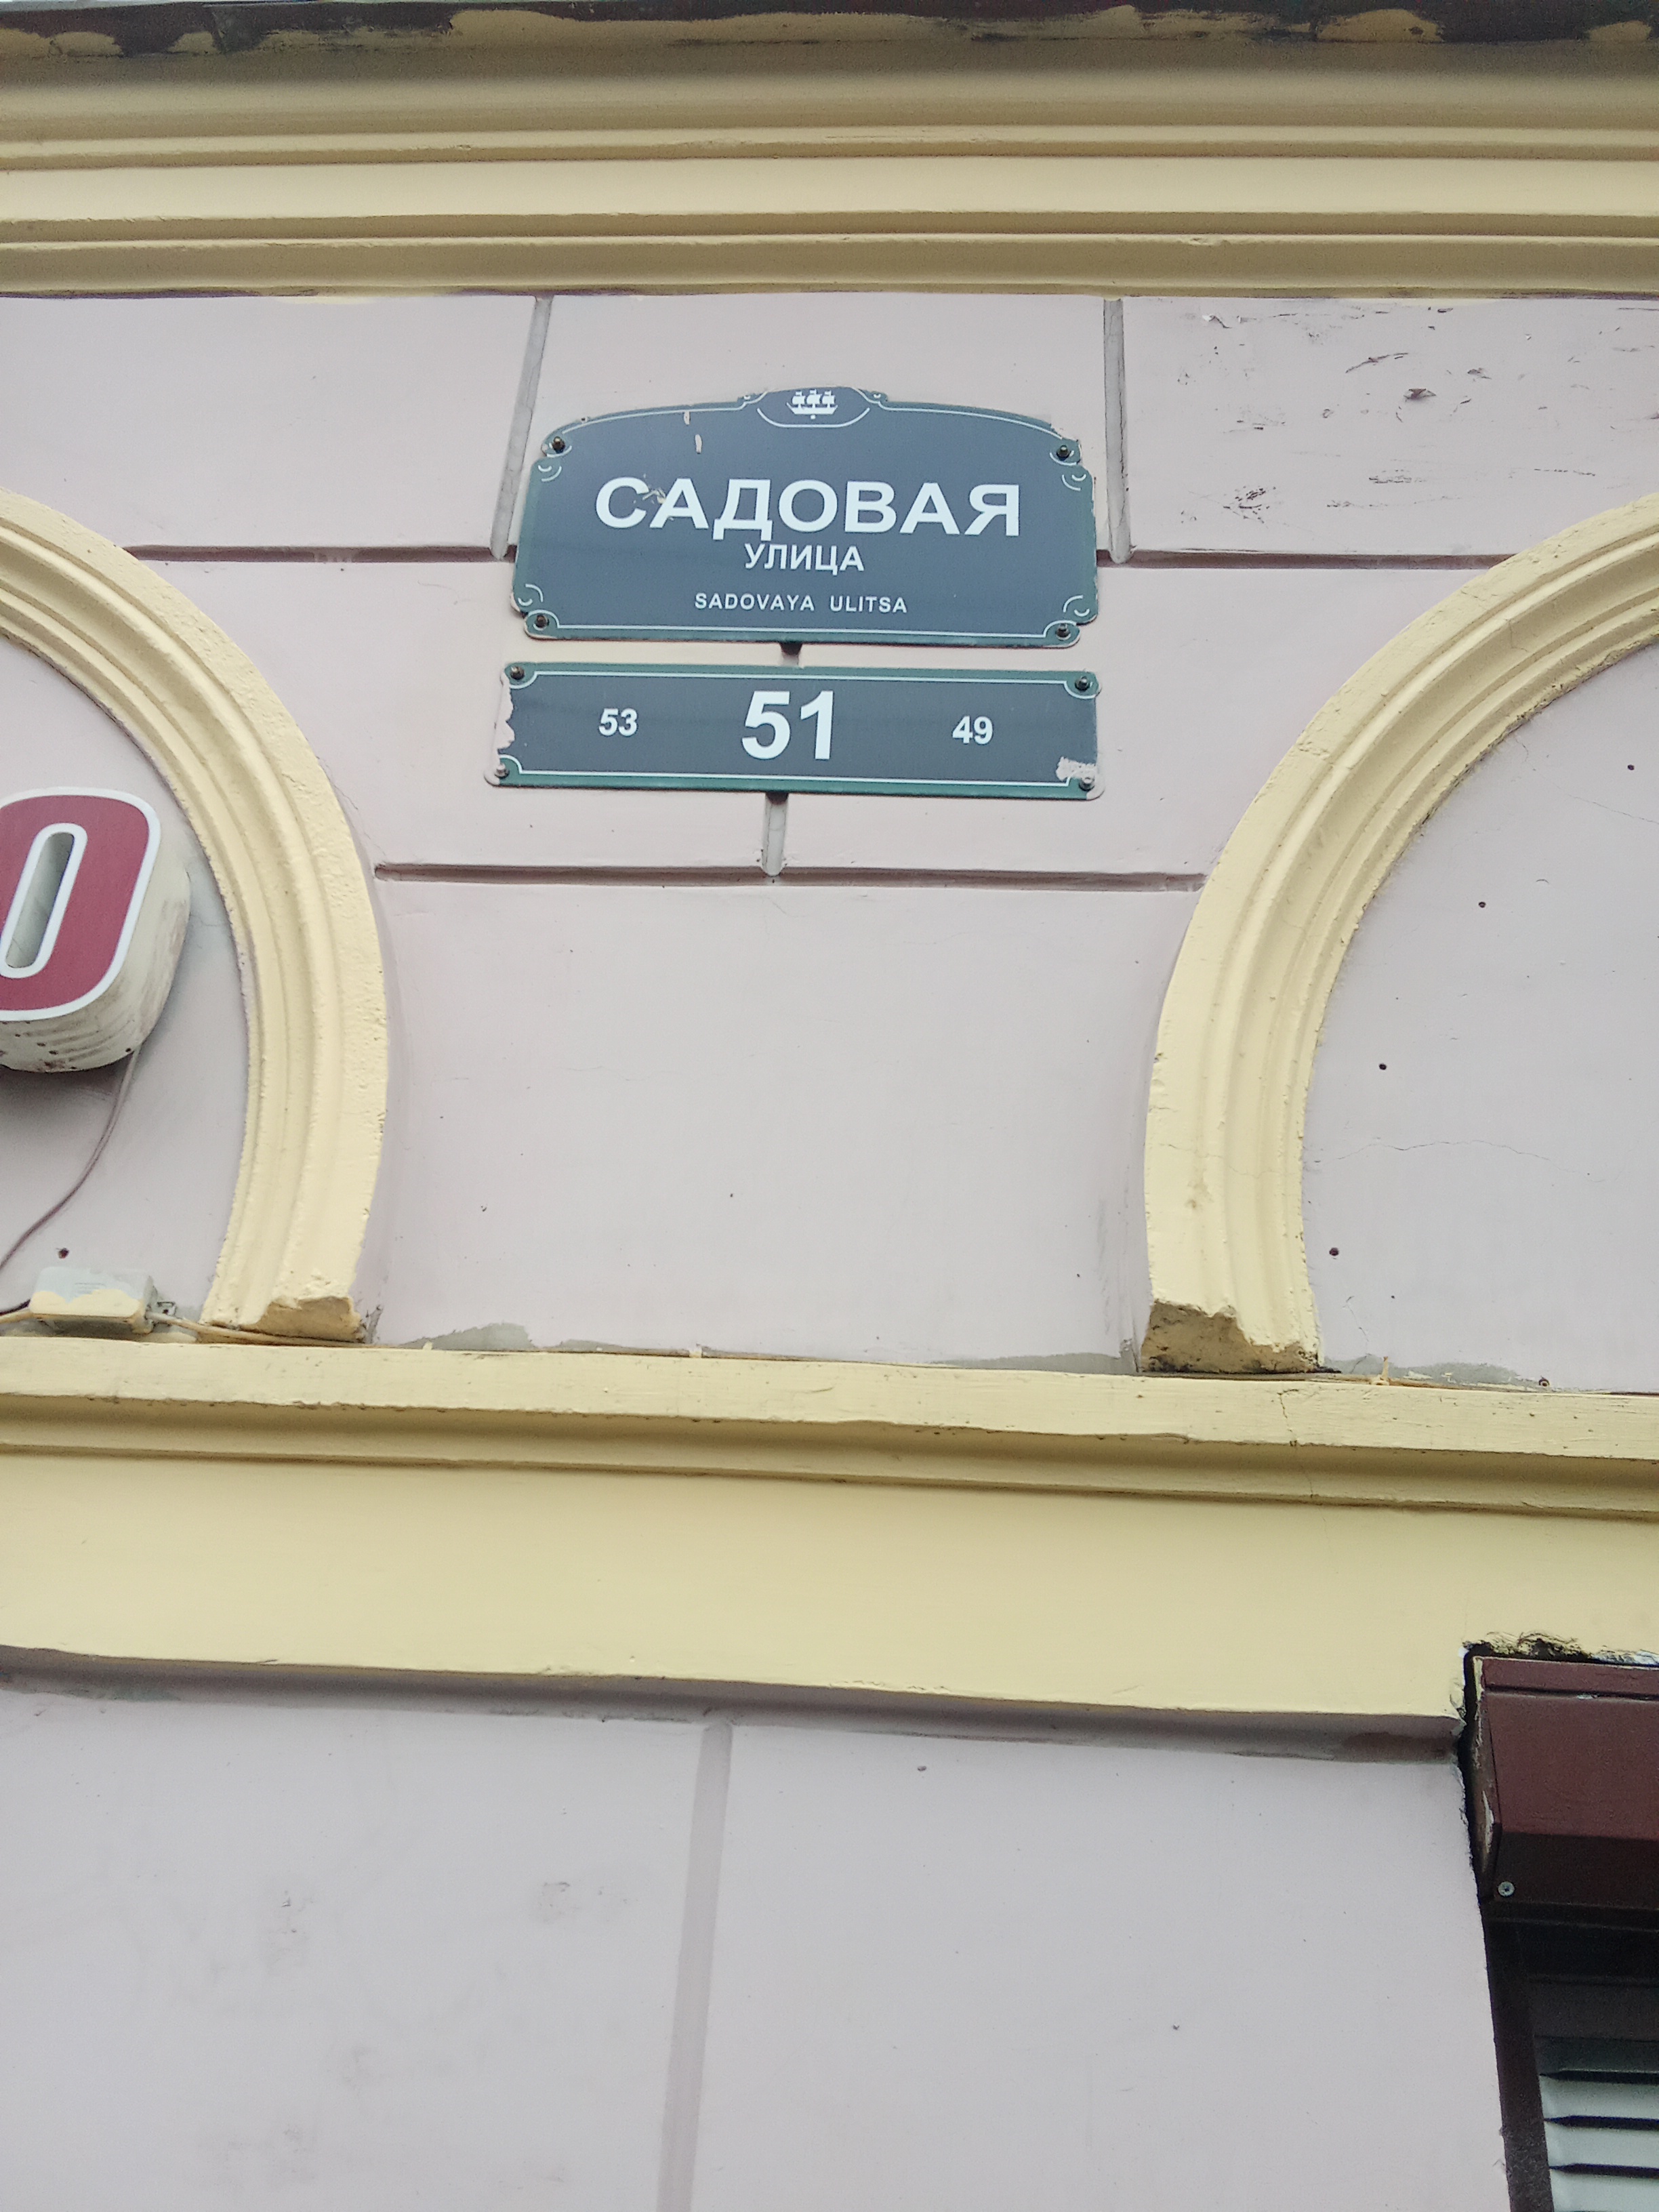 САДОВАЯ
УЛИЦА
SADOVAYA ULITSA
53 51 49
О